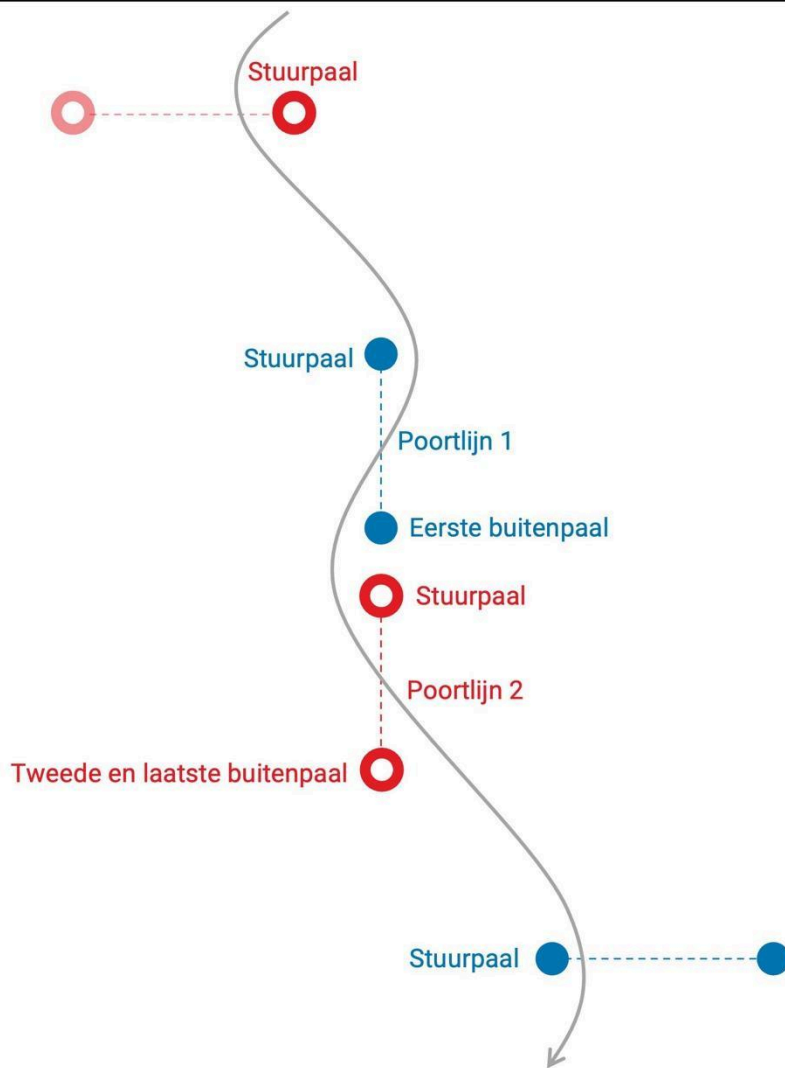 Stuurpaal
Stuurpaal
Poortlijn 1
Eerste buitenpaal
Stuurpaal
Poortlijn 2
Tweede en laatste buitenpaal
Stuurpaal